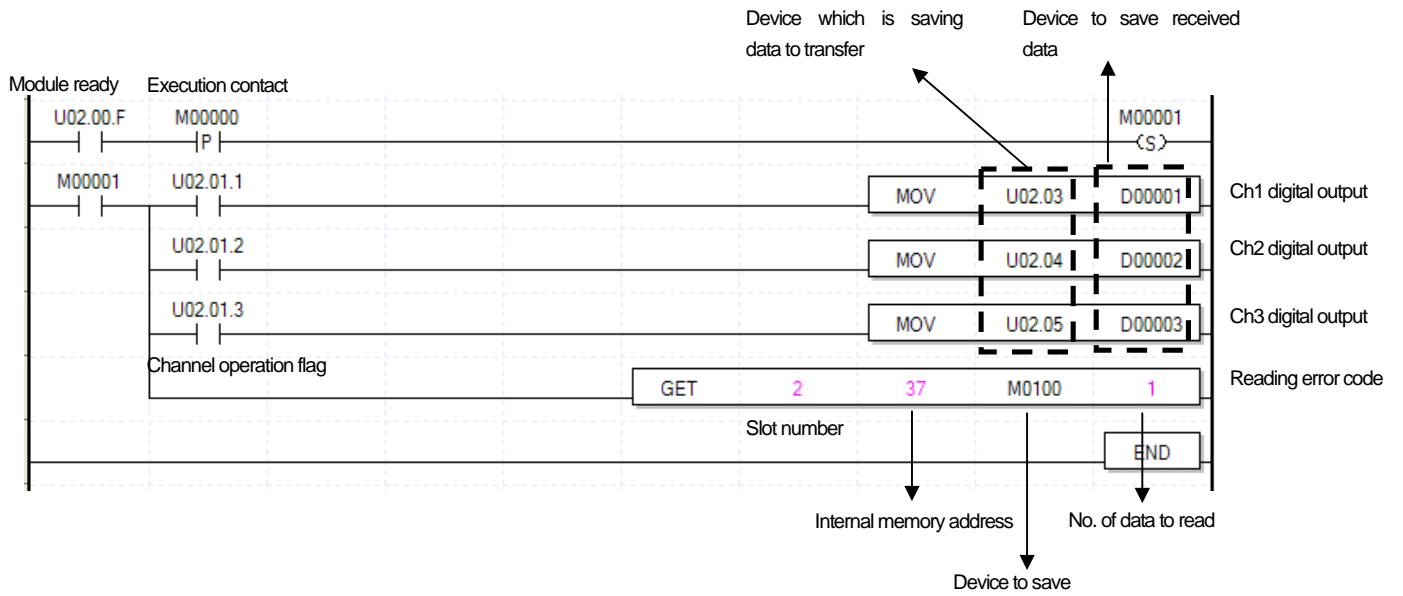 Device which is saving
data to transfer
Device to save received
data
Module ready
Execution contact
U02.00.F
M00000
M00001
P
S
M00001
U02.01.1
MOV
U02.03
D00001
Ch1 digital output
U02.01.2
MOV
U02.04
D00002
Ch2 digital output
U02.01.3
MOV
U02.05
D00003
Ch3 digital output
Channel operation flag
GET
2
37
M0100
1
Reading error code
Slot number
END
Internal memory address
No. of data to read
Device to save